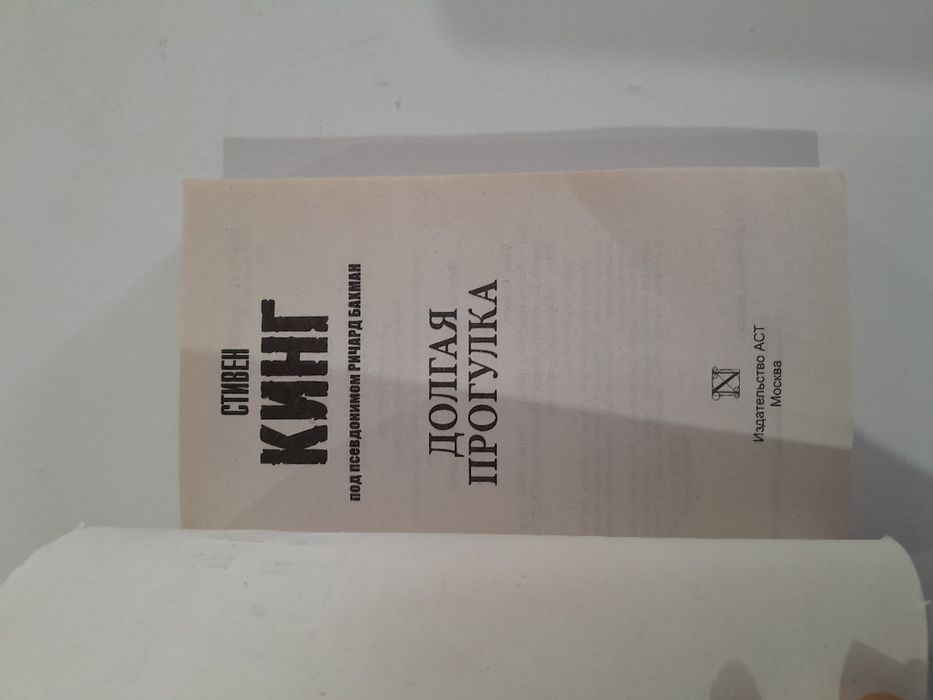 СТИВЕН
КИНГ
под псевдонимом РИЧАРД БАХМАН
ДОЛГАЯ
ПРОГУЛКА
Издательство АСТ
Москва